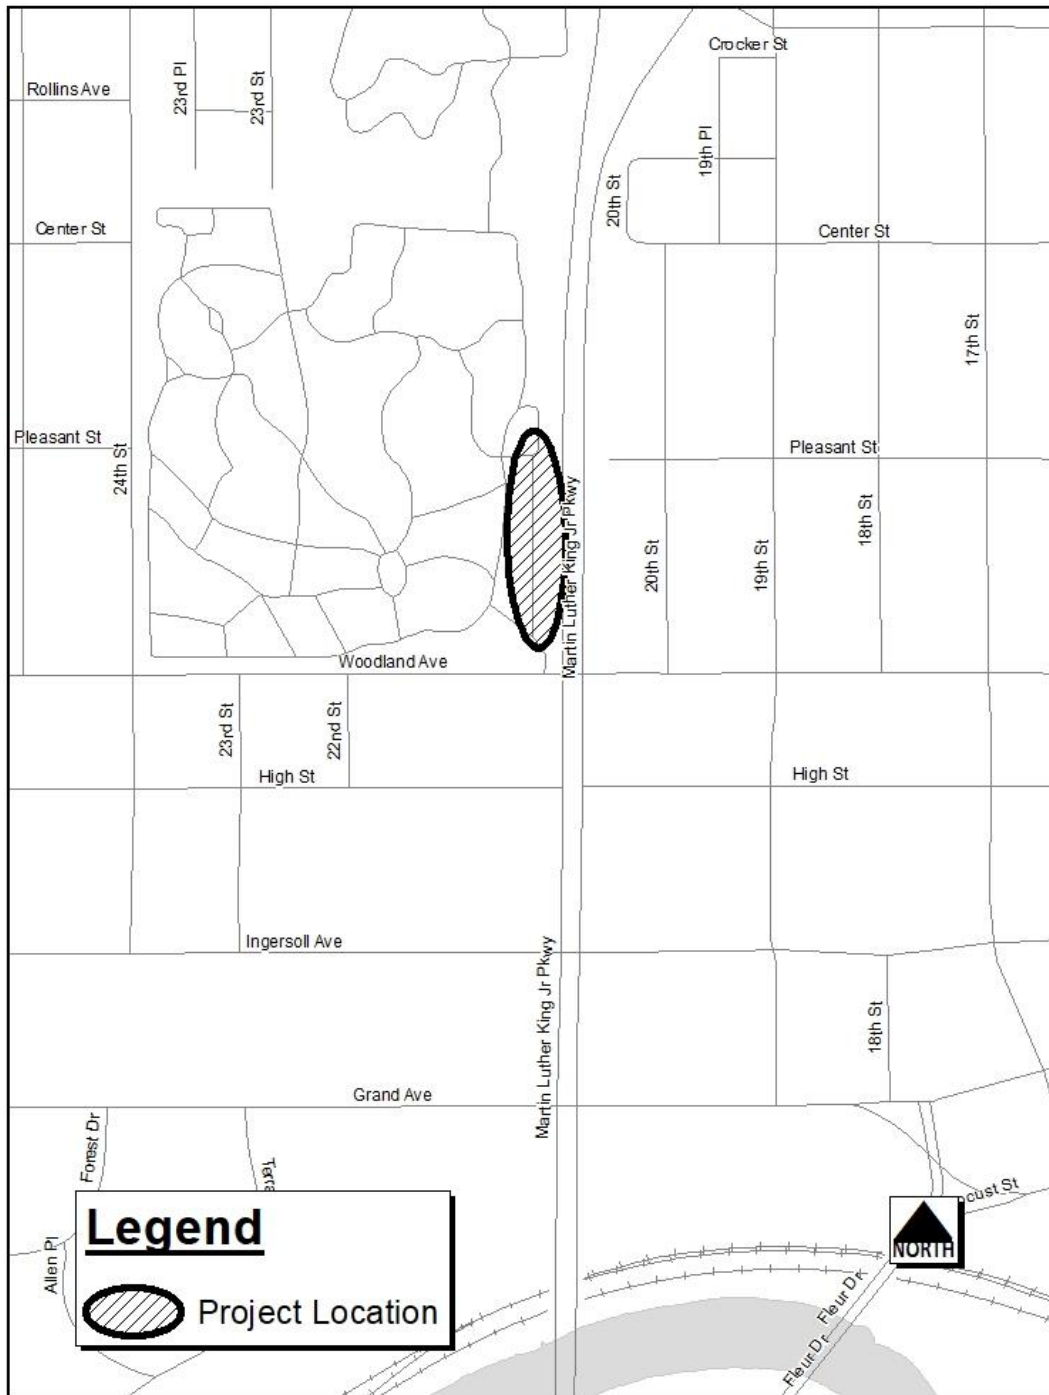 Crocker St
Rollins Ave
23rd Pl
23rd St
19th Pl
20th St
Center St
Center St
17th St
Pleasant St
Pleasant St
24th St
18th St
Martin Luther King Jr Pkwy
20th St
19th St
Woodland Ave
23rd St
22nd St
High St
High St
Ingersoll Ave
Martin Luther King Jr Pkwy
18th St
Grand Ave
Forest Dr
Terra
cust St
Legend
NORTH
Allen Pl
Project Location
Fleur Dr
Fleur Dr